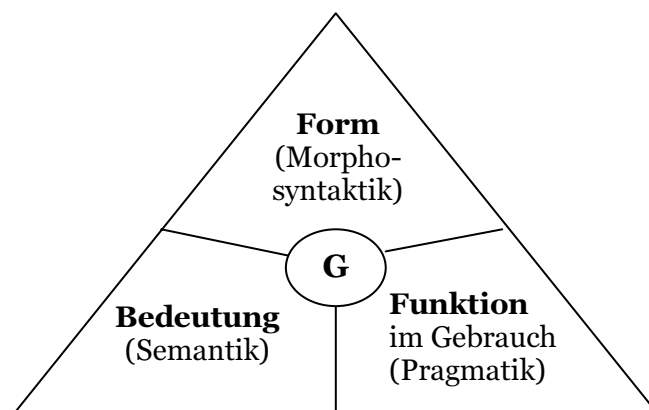 Form
(Morpho-
syntaktik)
G
Bedeutung
(Semantik)
Funktion
im Gebrauch
(Pragmatik)